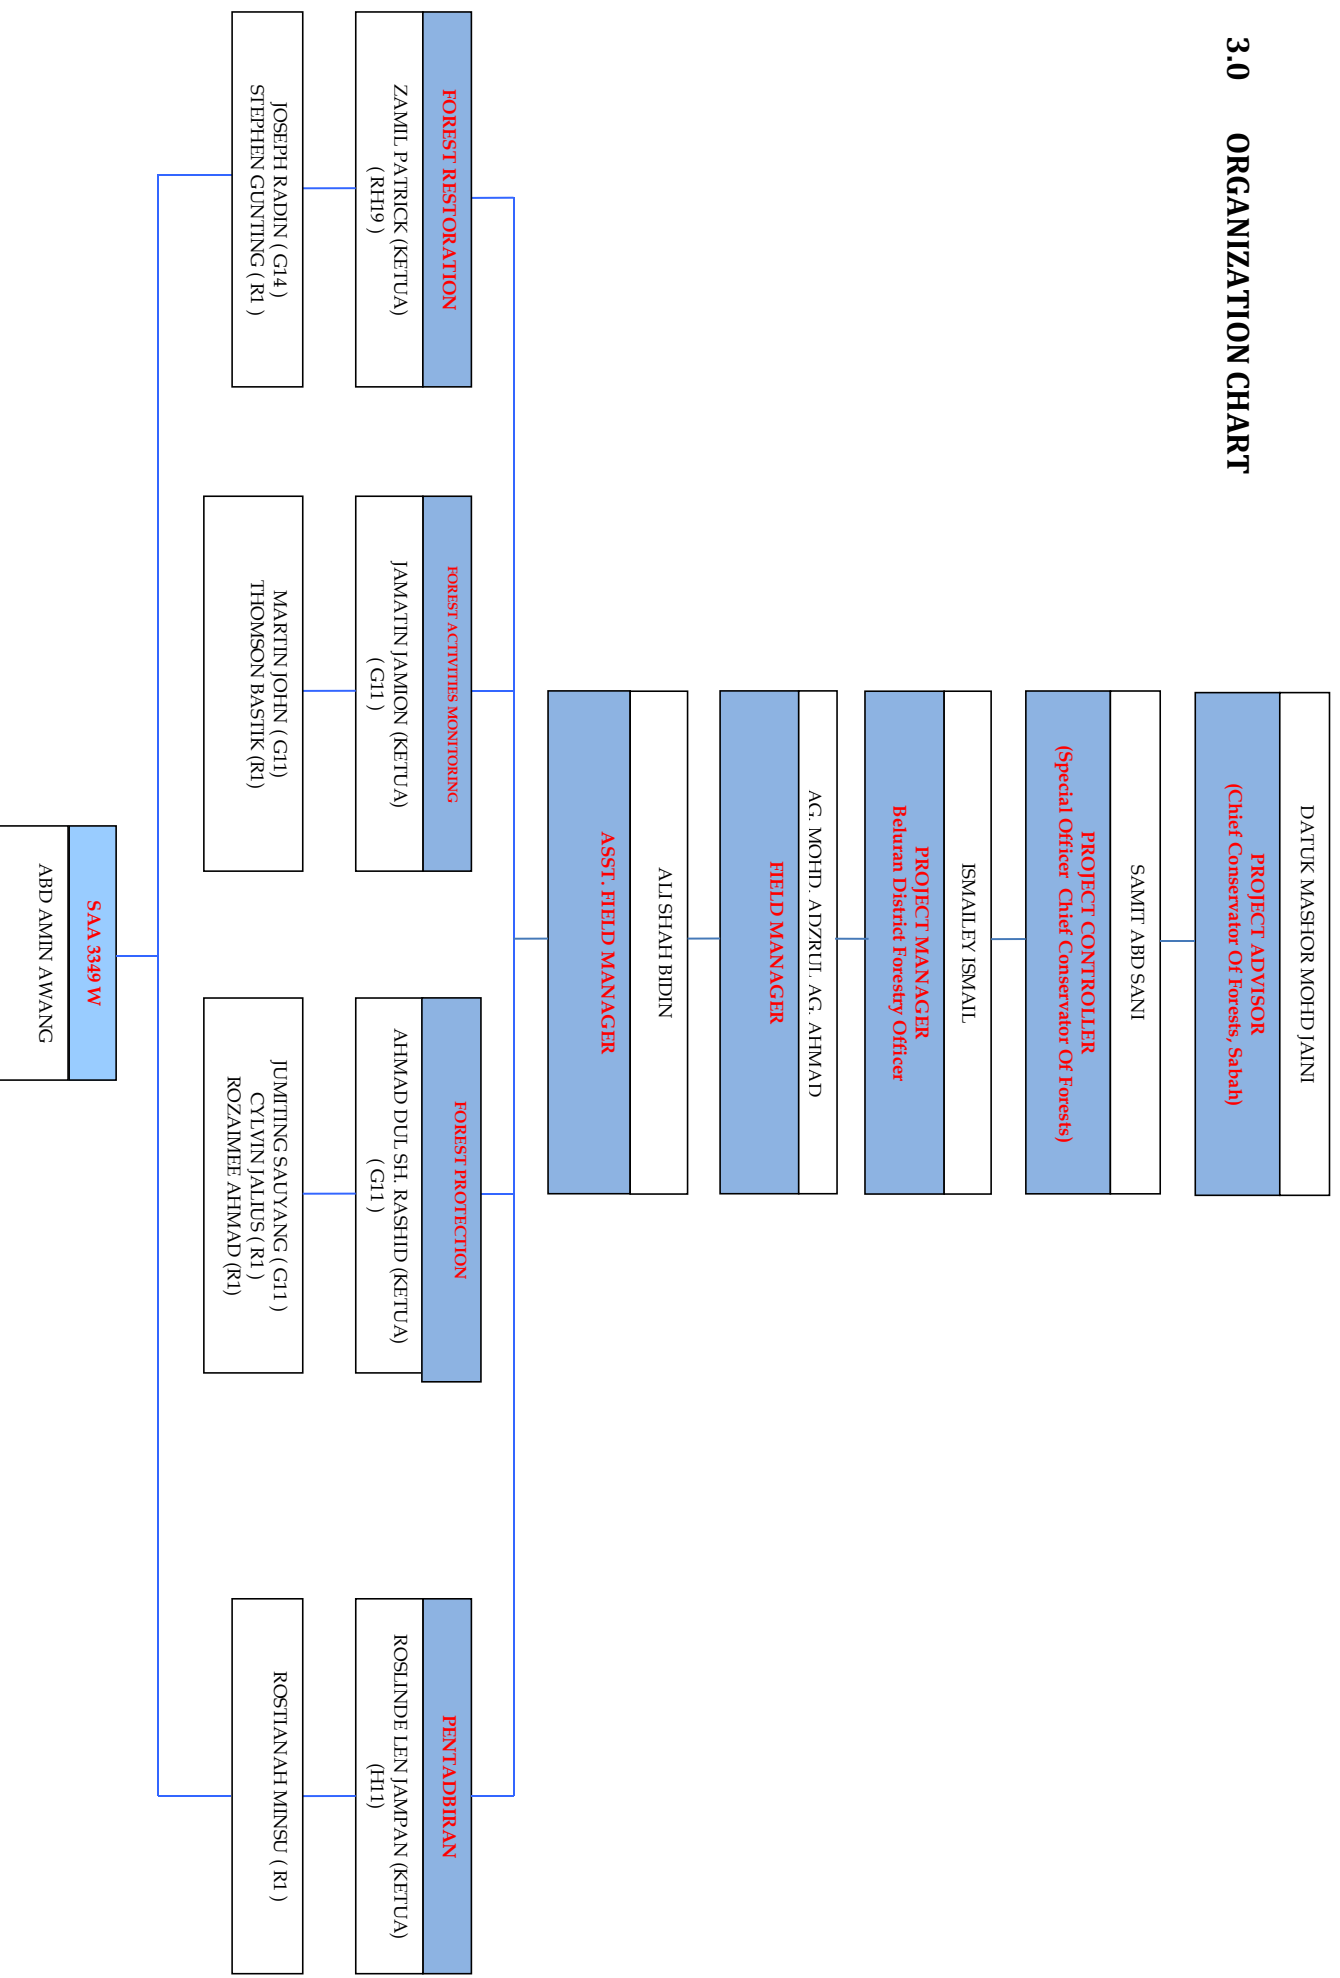 3.0 ORGANIZATION CHART
DATUK MASHOR MOHD JAINI
PROJECT ADVISOR
(Chief Conservator Of Forests, Sabah)
SAMIT ABD SANI
PROJECT CONTROLLER
(Special Officer Chief Conservator Of Forests)
ISMAILEY ISMAIL
PROJECT MANAGER
Beluran District Forestry Officer
AG. MOHD. ADZRUL AG. AHMAD
FIELD MANAGER
ALI SHAH BIDIN
ASST. FIELD MANAGER
FOREST RESTORATION
ZAMIL PATRICK (KETUA)
( RH19 )
JOSEPH RADIN ( G14 )
STEPHEN GUNTING ( R1 )
FOREST ACTIVITIES MONITORING
JAMATIN JAMION (KETUA)
( G11 )
MARTIN JOHN ( G11)
THOMSON BASTIK (R1)
FOREST PROTECTION
AHMAD DUL SH. RASHID (KETUA)
( G11 )
JUMITING SAUYANG ( G11 )
CYLVIN JALIUS ( R1 )
ROZAIMEE AHMAD (R1)
PENTADBIRAN
ROSLINDE LEN JAMPAN (KETUA)
(H11)
ROSTIANAH MINSU ( R1 )
SAA 3349 W
ABD AMIN AWANG